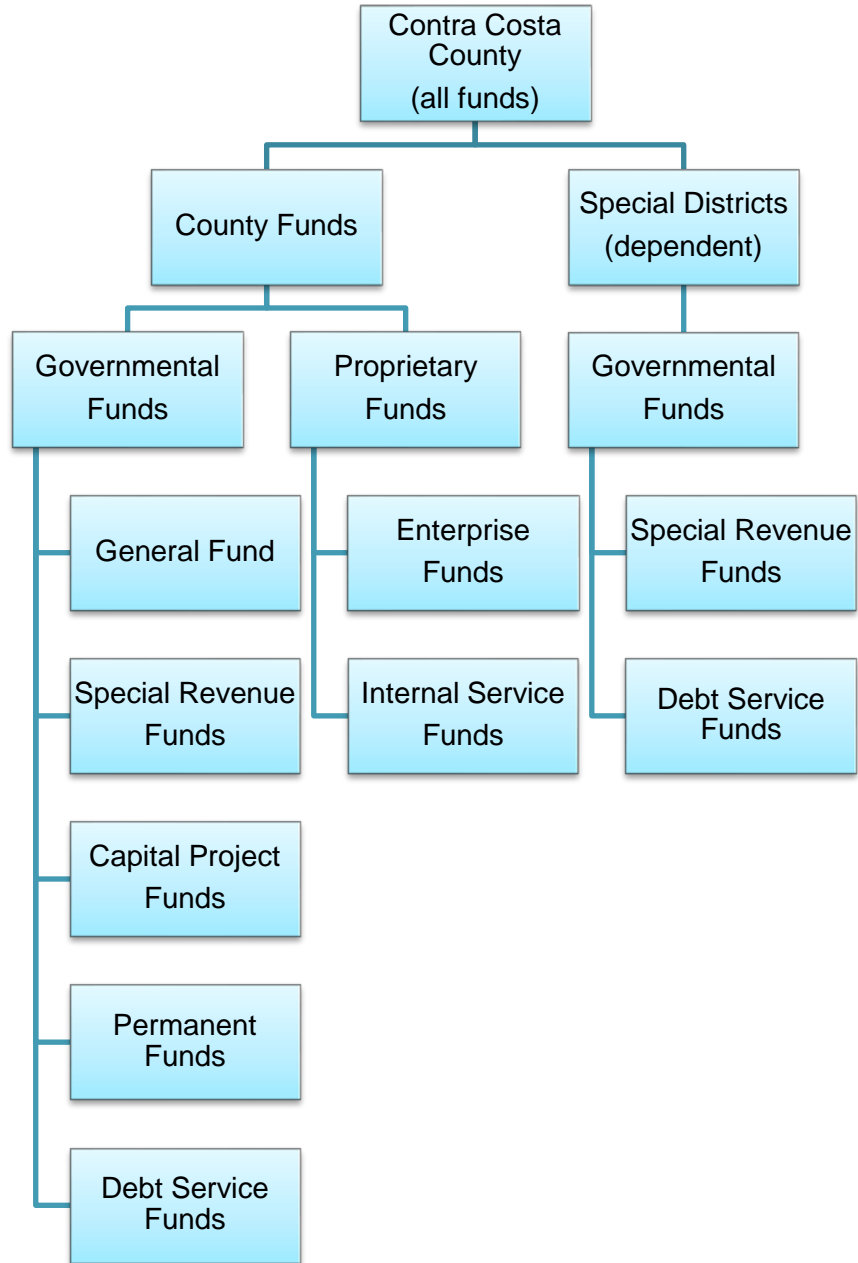 Contra Costa
County
(all funds)
County Funds
Special Districts
(dependent)
Governmental
Funds
Proprietary
Funds
Governmental
Funds
General Fund
Enterprise
Funds
Special Revenue
Funds
Special Revenue
Funds
Internal Service
Funds
Debt Service
Funds
Capital Project
Funds
Permanent
Funds
Debt Service
Funds